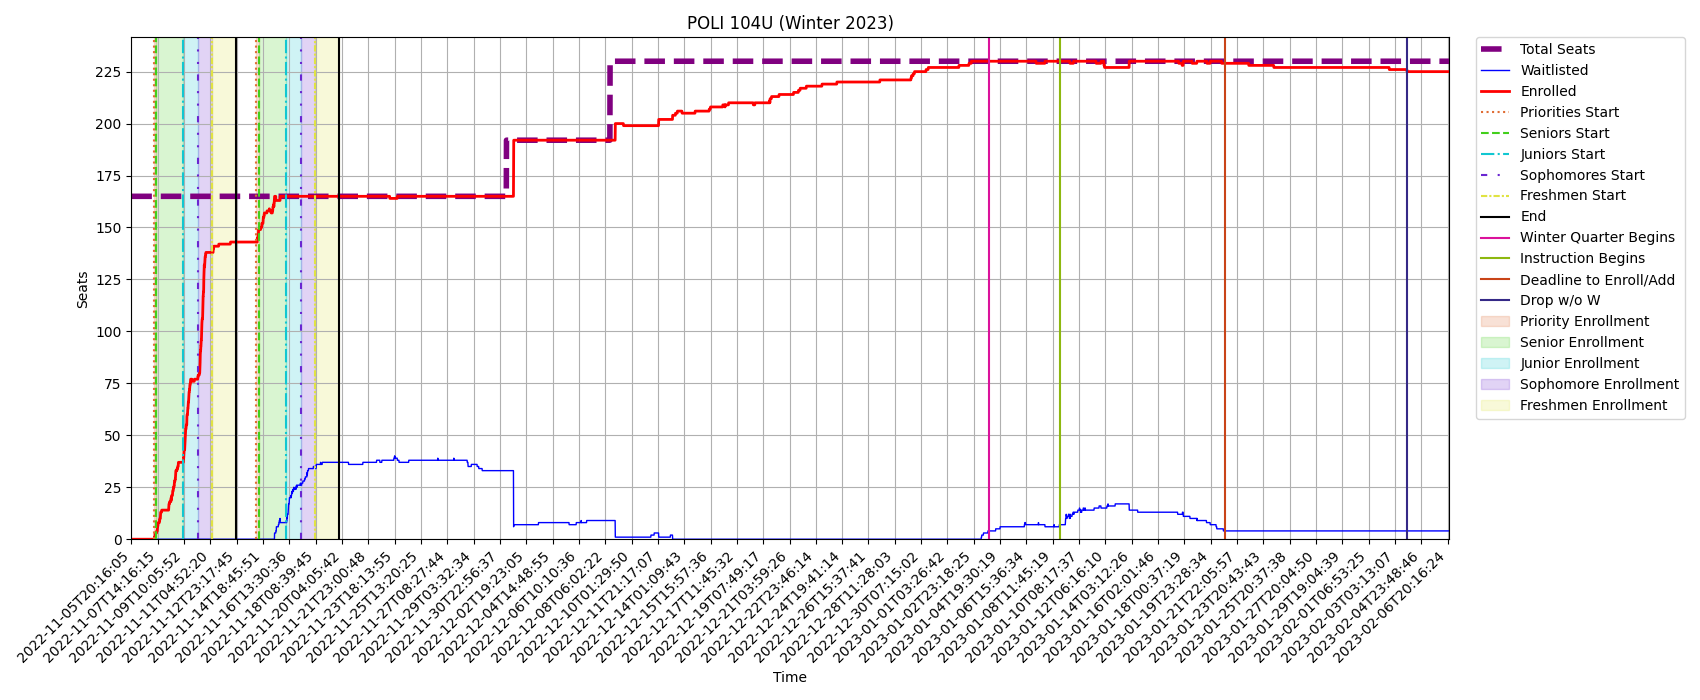 POLI 104U (Winter 2023)
Seats
225
200
175
150
125
100
75
50
25
0
2022-11-05T20:16:05
2022-11-07T14:16:15
2022-11-09T10:05:52
2022-11-11T04:52:20
2022-11-12T23:17:45
2022-11-14T18:45:51
2022-11-16T13:30:36
2022-11-18T08:39:45
2022-11-20T04:05:42
2022-11-21T23:00:48
2022-11-23T18:13:55
2022-11-25T13:20:25
2022-11-27T08:27:44
2022-11-29T03:32:34
2022-11-30T22:56:37
2022-12-02T19:23:05
2022-12-04T14:48:55
2022-12-06T10:10:36
2022-12-08T06:02:22
2022-12-10T01:29:50
2022-12-11T21:17:07
2022-12-14T01:09:43
2022-12-15T15:57:36
2022-12-17T11:45:32
2022-12-19T07:49:17
2022-12-21T03:59:26
2022-12-22T23:46:14
2022-12-24T19:41:14
2022-12-26T15:37:41
2022-12-28T11:28:03
2022-12-30T07:15:02
2023-01-01T03:26:42
2023-01-02T23:18:25
2023-01-04T19:30:19
2023-01-06T15:36:34
2023-01-08T11:45:19
2023-01-10T08:17:37
2023-01-12T06:16:10
2023-01-14T03:12:26
2023-01-16T02:01:46
2023-01-18T00:37:19
2023-01-19T23:28:34
2023-01-21T22:05:57
2023-01-23T20:43:43
2023-01-25T20:37:38
2023-01-27T20:04:50
2023-01-29T19:04:39
2023-02-01T06:53:25
2023-02-03T03:13:07
2023-02-04T23:48:46
2023-02-06T20:16:24
Time
Total Seats
Waitlisted
Enrolled
Priorities Start
Seniors Start
Juniors Start
Sophomores Start
Freshmen Start
End
Winter Quarter Begins
Instruction Begins
Deadline to Enroll/Add
Drop w/o W
Priority Enrollment
Senior Enrollment
Junior Enrollment
Sophomore Enrollment
Freshmen Enrollment